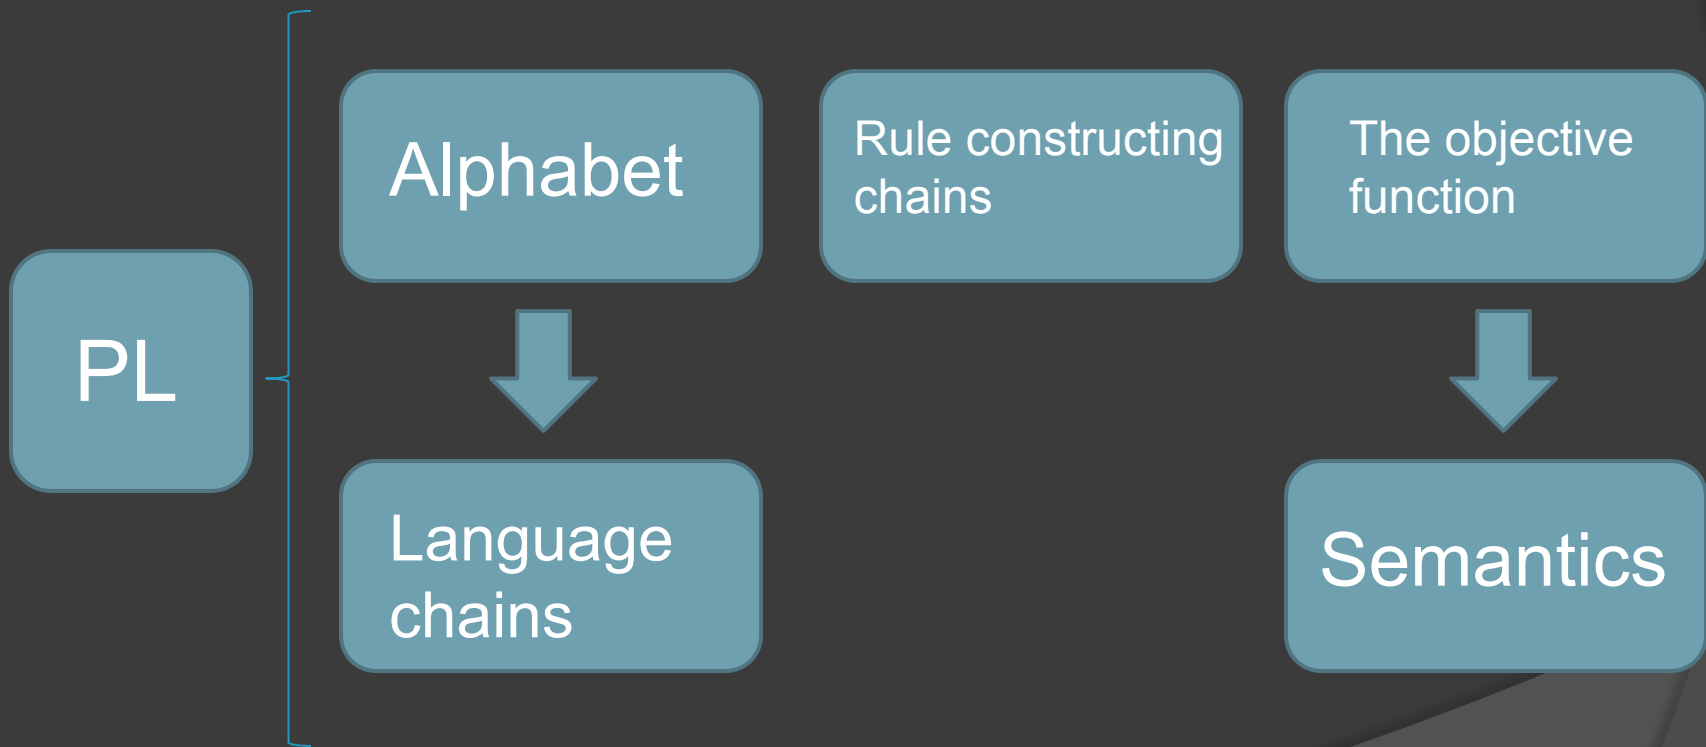 PL
Alphabet
Rule constructing
chains
The objective
function
Language
chains
Semantics